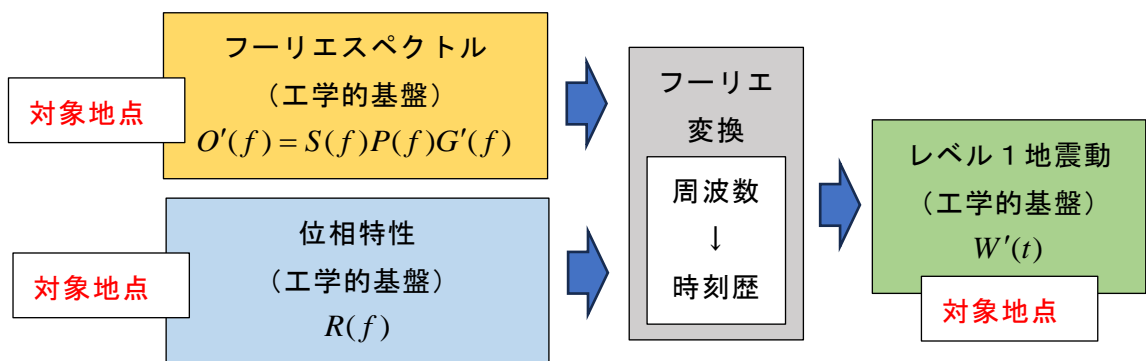 フーリエスペクトル
（工学的基盤）
O′(f) = S(f)P(f)G′(f)
対象地点
位相特性
（工学的基盤）
R(f)
対象地点
フーリエ
変換
周波数
↓
時刻歴
レベル１地震動
（工学的基盤）
W′(t)
対象地点